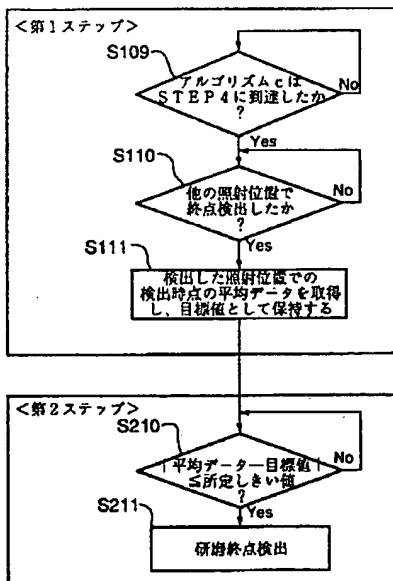 <第1ステップ>
S109
アルゴリズムcは
STEP4に到達したか
?
No
Yes
S110
他の照射位置で
終点検出したか
?
No
Yes
S111
検出した照射位置での
検出時点の平均データを取得
し、目標値として保持する
<第2ステップ>
S210
|平均データ−目標値|
≦所定しきい値
?
No
Yes
S211
研磨終点検出